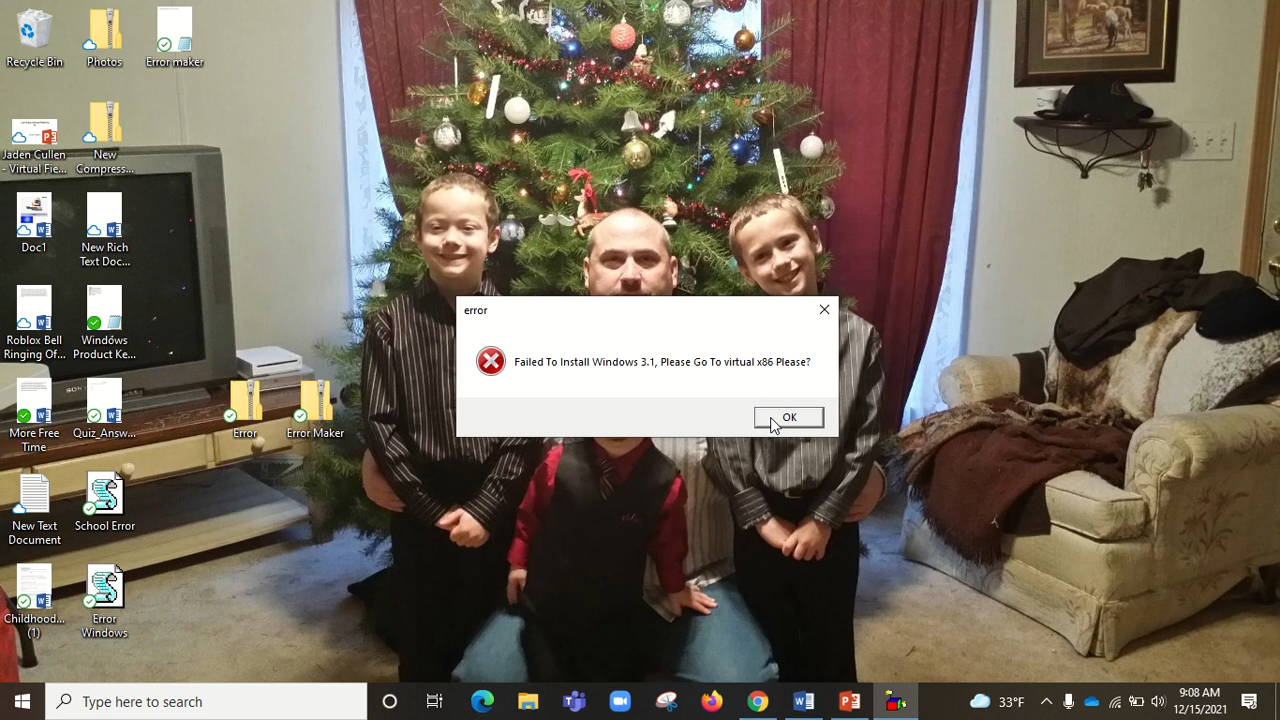 Recycle Bin
Photos
Error maker
Jaden Cullen
- Virtual Fie...
New
Compress...
Doc1
New Rich
Text Doc...
Roblox Bell
Ringing Of...
Windows
Product Ke...
More Free
Time
Quiz_Answ...
Error
Error Maker
New Text
Document
School Error
Childhood...
(1)
Error
Windows
error
Failed To Install Windows 3.1, Please Go To virtual x86 Please?
OK
SONY
Type here to search
33°F
9:08 AM
12/15/2021